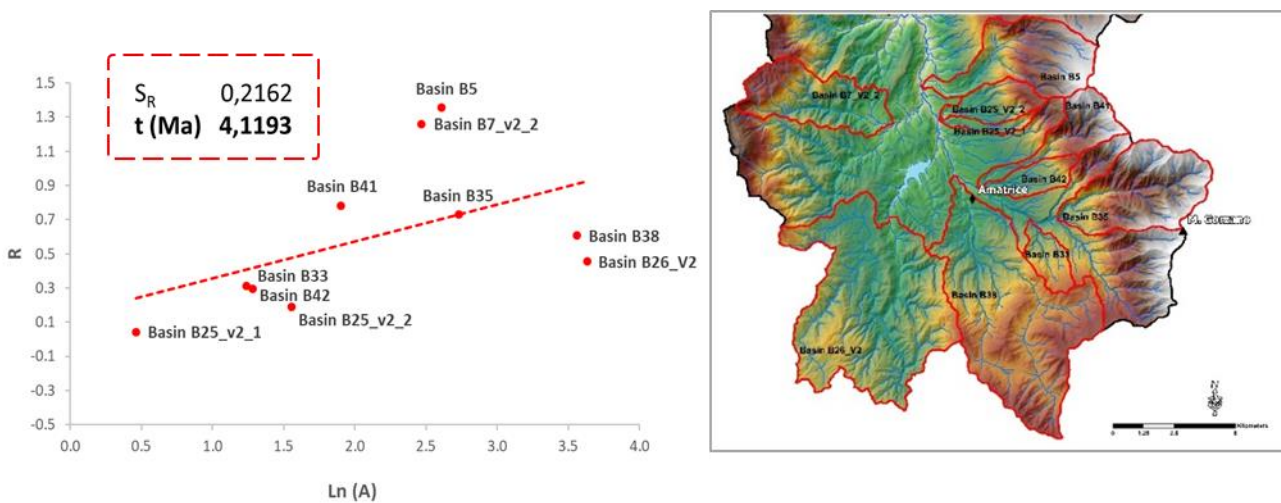 S_R 0,2162
t (Ma) 4,1193
R
1.5
1.3
1.1
0.9
0.7
0.5
0.3
0.1
-0.1
-0.3
-0.5
Basin B5
Basin B7_v2_2
Basin B41
Basin B35
Basin B38
Basin B26_V2
Basin B33
Basin B42
Basin B25_v2_2
Basin B25_v2_1
0.0 0.5 1.0 1.5 2.0 2.5 3.0 3.5 4.0
Ln (A)
Basin B5
Basin B7_v2_2
Basin B25_V2_2
Basin B41
Basin B25_V2_1
Basin B42
Amatrice
Basin B35
M. Gorzano
Basin B33
Basin B38
Basin B26_V2
Kilometers